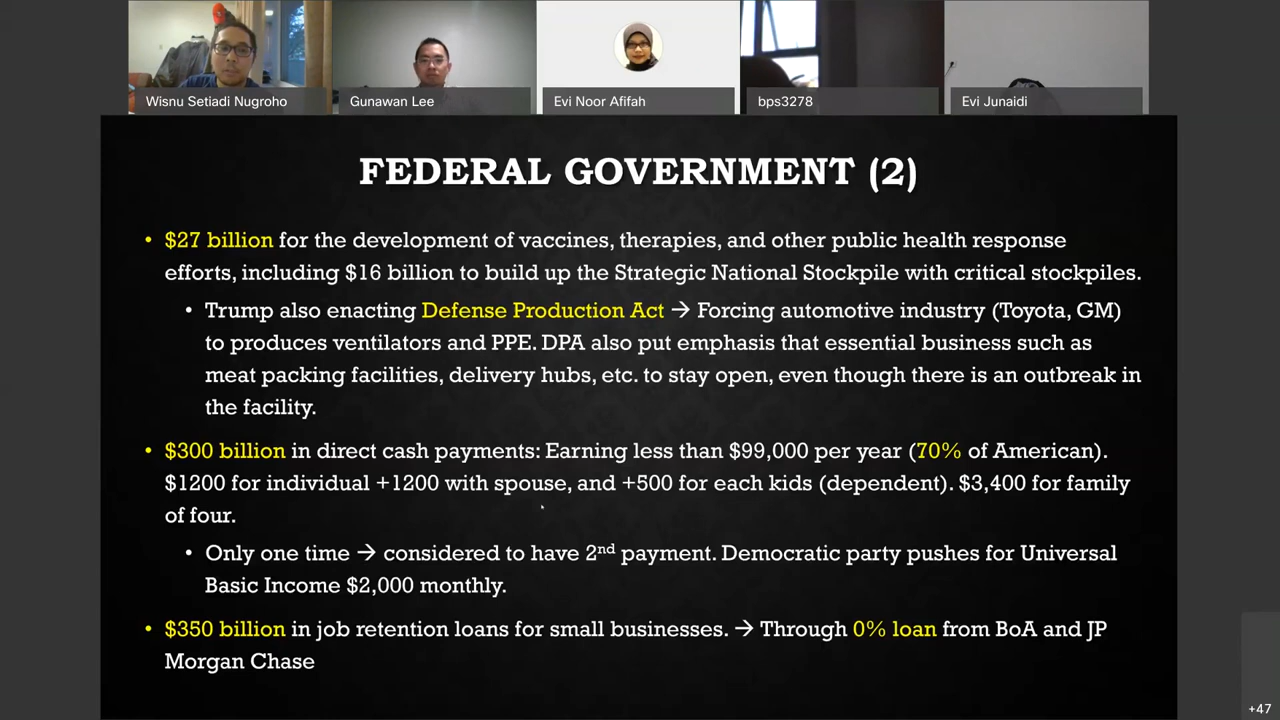 Wisnu Setiadi Nugroho
Gunawan Lee
Evi Noor Afifah
bps3278
Evi Junaidi
FEDERAL GOVERNMENT (2)
• $27 billion for the development of vaccines, therapies, and other public health response
efforts, including $16 billion to build up the Strategic National Stockpile with critical stockpiles.
• Trump also enacting Defense Production Act → Forcing automotive industry (Toyota, GM)
to produces ventilators and PPE. DPA also put emphasis that essential business such as
meat packing facilities, delivery hubs, etc. to stay open, even though there is an outbreak in
the facility.
• $300 billion in direct cash payments: Earning less than $99,000 per year (70% of American).
$1200 for individual +1200 with spouse, and +500 for each kids (dependent). $3,400 for family
of four.
• Only one time → considered to have 2nd payment. Democratic party pushes for Universal
Basic Income $2,000 monthly.
• $350 billion in job retention loans for small businesses. → Through 0% loan from BoA and JP
Morgan Chase
+47